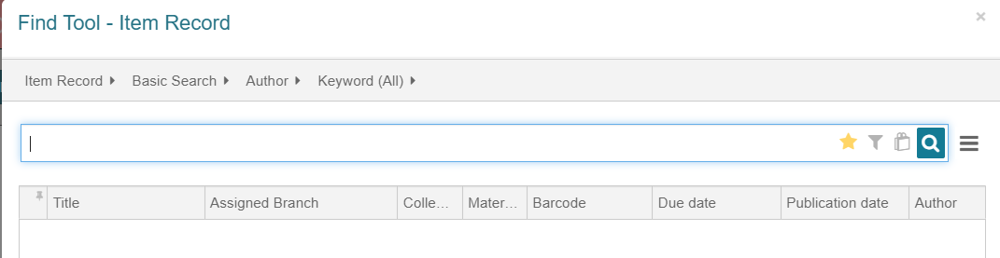 Find Tool - Item Record
×
Item Record Basic Search Author Keyword (All)
Title Assigned Branch Colle... Mater... Barcode Due date Publication date Author